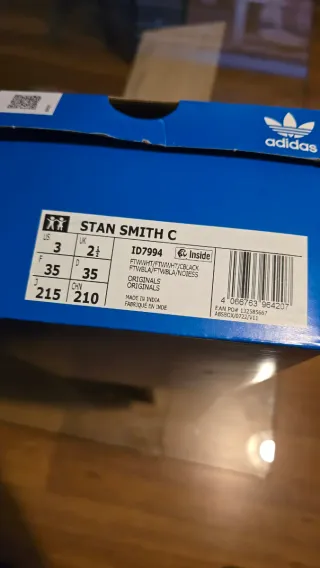 adidas
STAN SMITH C
US 3 UK 2½
F 35 D 35
J 215 CHN 210
ID7994 Inside
FTWWHT/FTWWHT/CBLACK
FTWBLA/FTWBLA/NOIESS
ORIGINALS
ORIGINALS
MADE IN INDIA
FABRIQUÉ EN INDE
4 066763 964207